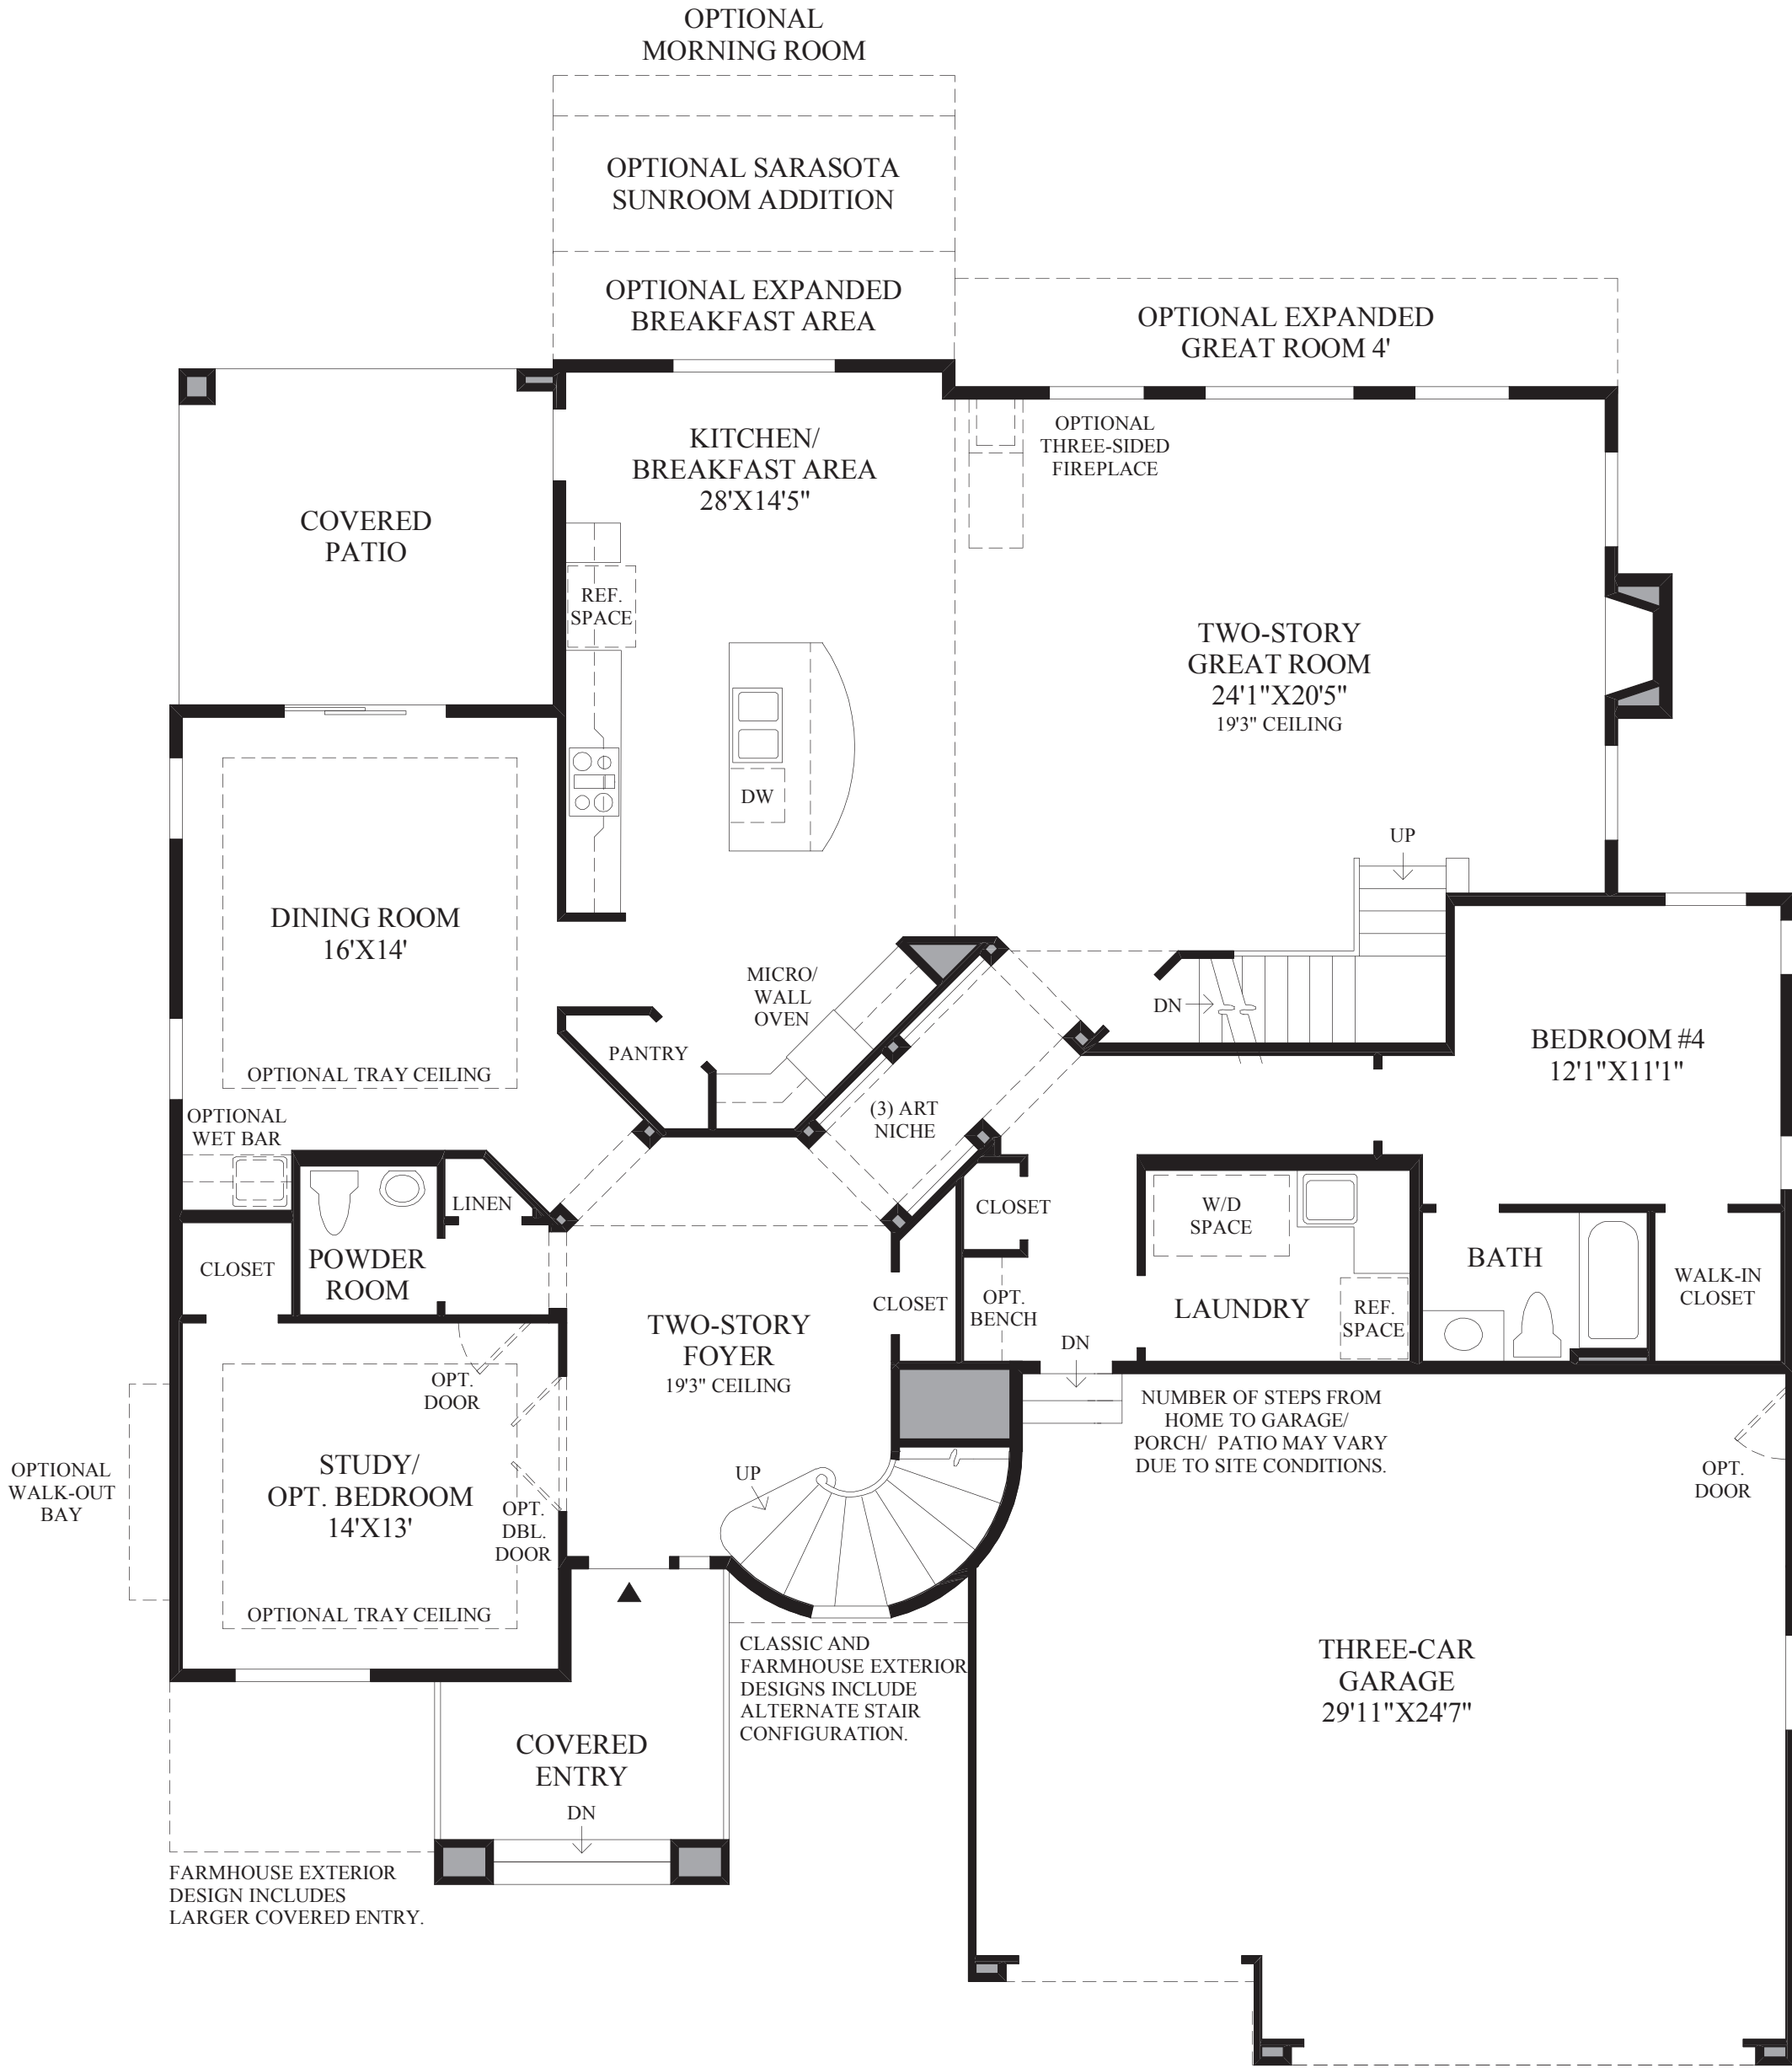 OPTIONAL
MORNING ROOM
OPTIONAL SARASOTA
SUNROOM ADDITION
OPTIONAL EXPANDED
BREAKFAST AREA
OPTIONAL EXPANDED
GREAT ROOM 4'
KITCHEN/
BREAKFAST AREA
28'X14'5"
OPTIONAL
THREE-SIDED
FIREPLACE
COVERED
PATIO
REF.
SPACE
TWO-STORY
GREAT ROOM
24'1"X20'5"
19'3" CEILING
DW
UP
DINING ROOM
16'X14'
OPTIONAL TRAY CEILING
MICRO/
WALL
OVEN
DN
PANTRY
BEDROOM #4
12'1"X11'1"
OPTIONAL
WET BAR
(3) ART
NICHE
LINEN
CLOSET
W/D
SPACE
CLOSET
POWDER
ROOM
BATH
WALK-IN
CLOSET
CLOSET
OPT.
BENCH
LAUNDRY
REF.
SPACE
TWO-STORY
FOYER
19'3" CEILING
DN
OPT.
DOOR
NUMBER OF STEPS FROM
HOME TO GARAGE/
PORCH/ PATIO MAY VARY
DUE TO SITE CONDITIONS.
OPT.
DOOR
OPTIONAL
WALK-OUT
BAY
STUDY/
OPT. BEDROOM
14'X13'
OPT.
DBL.
DOOR
UP
OPTIONAL TRAY CEILING
CLASSIC AND
FARMHOUSE EXTERIOR
DESIGNS INCLUDE
ALTERNATE STAIR
CONFIGURATION.
THREE-CAR
GARAGE
29'11"X24'7"
COVERED
ENTRY
DN
FARMHOUSE EXTERIOR
DESIGN INCLUDES
LARGER COVERED ENTRY.